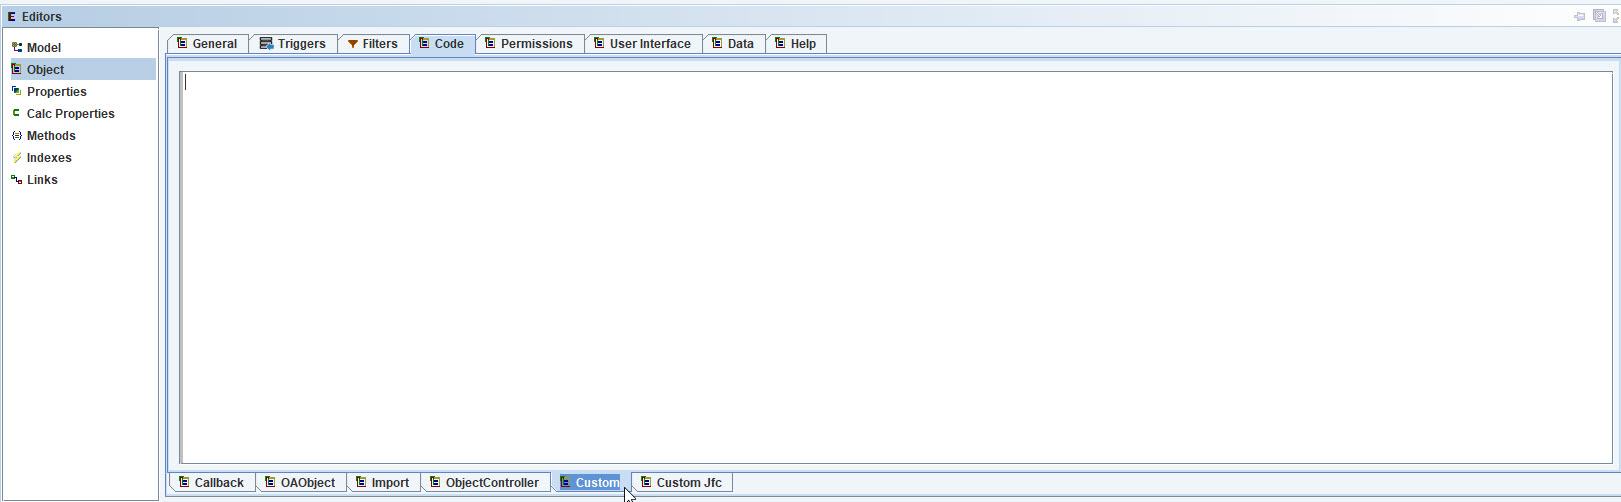 Editors
Model
Object
Properties
Calc Properties
Methods
Indexes
Links
General Triggers Filters Code Permissions User Interface Data Help
Callback OAObject Import ObjectController Custom Custom Jfc